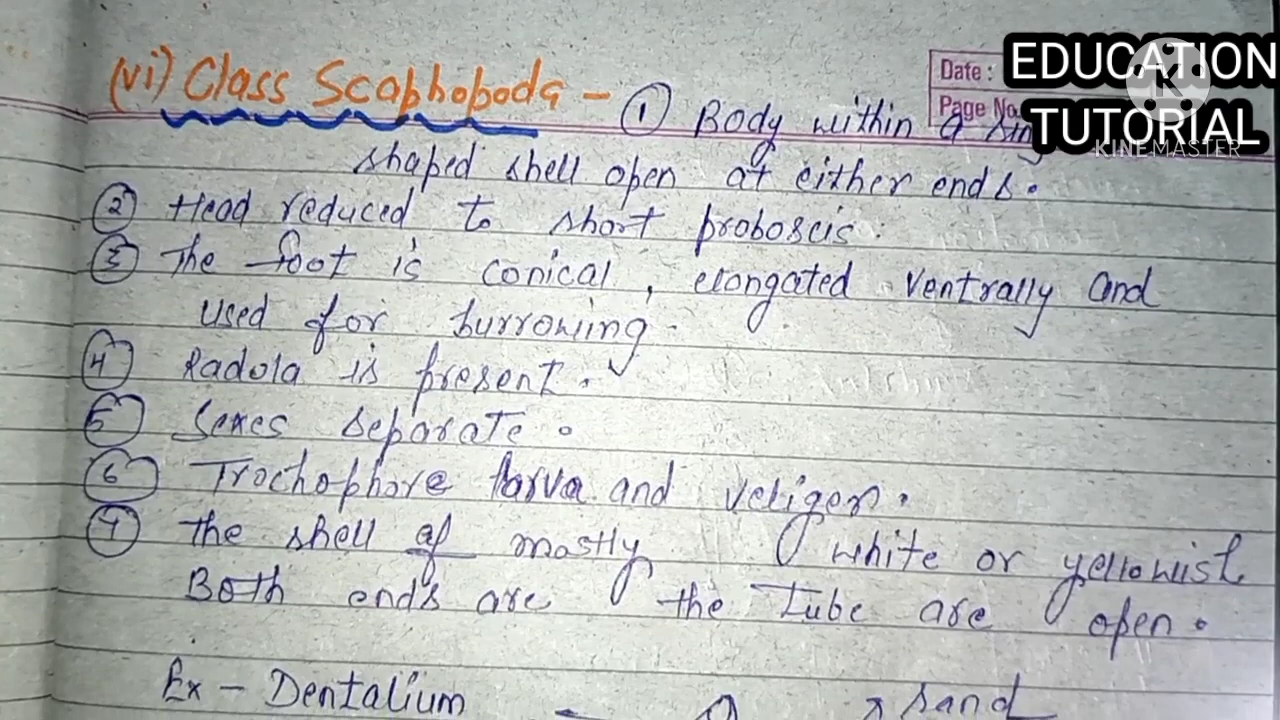 (vi) Class Scaphopoda - ① Body within a
shaped shell open at either ends.
② Head reduced to short proboscis.
③ The foot is conical, elongated ventrally and
used for burrowing.
④ Radola is present.
⑤ Sexes separate.
⑥ Trochophore larva and veliger.
⑦ The shell of mostly white or yellowish
Both ends are the Tube are open.
Ex - Dentalium
sand
Date :
Page No.
EDUCATION
TUTORIAL
KINEMASTER